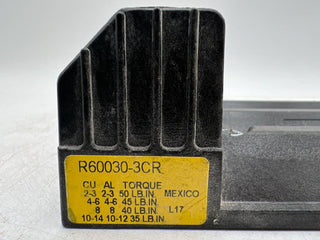 R60030-3CR
CU AL TORQUE
2-3 2-3 50 LB.IN. MEXICO
4-6 4-6 45 LB.IN.
8 8 40 LB.IN. L17
10-14 10-12 35 LB.IN.